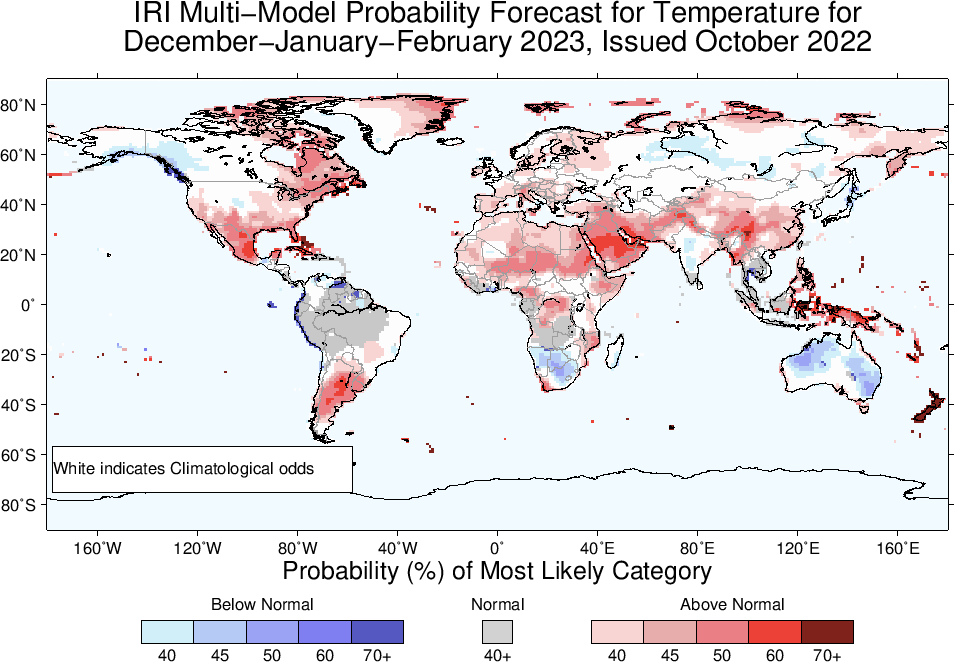 IRI Multi−Model Probability Forecast for Temperature for
December−January−February 2023, Issued October 2022
80˚N
60˚N
40˚N
20˚N
0˚
20˚S
40˚S
60˚S
80˚S
White indicates Climatological odds
160˚W 120˚W 80˚W 40˚W 0˚ 40˚E 80˚E 120˚E 160˚E
Probability (%) of Most Likely Category
Below Normal Normal Above Normal
40 45 50 60 70+ 40+ 40 45 50 60 70+